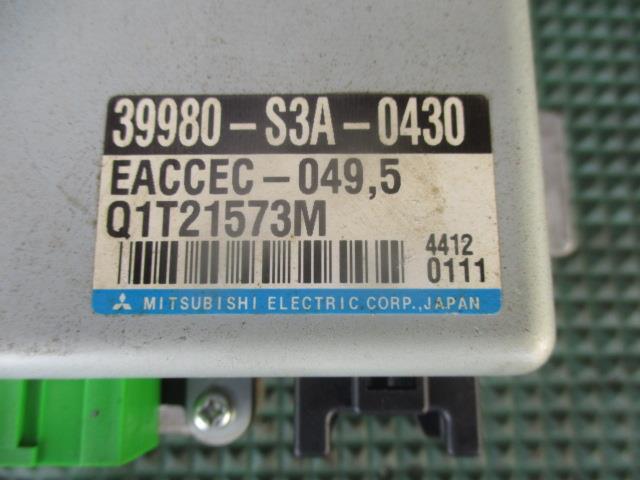 39980-S3A-0430
EACCEC-049,5
Q1T21573M
4412
0111
MITSUBISHI ELECTRIC CORP., JAPAN